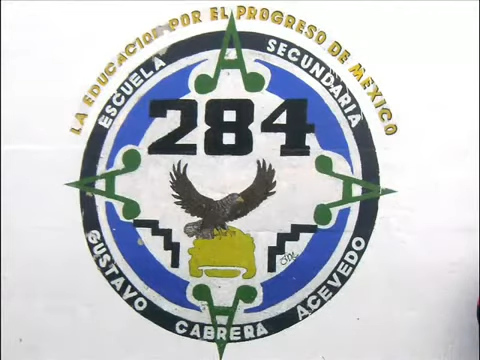 LA EDUCACION POR EL PROGRESO DE MEXICO
ESCUELA SECUNDARIA
284
GUSTAVO CABRERA ACEVEDO